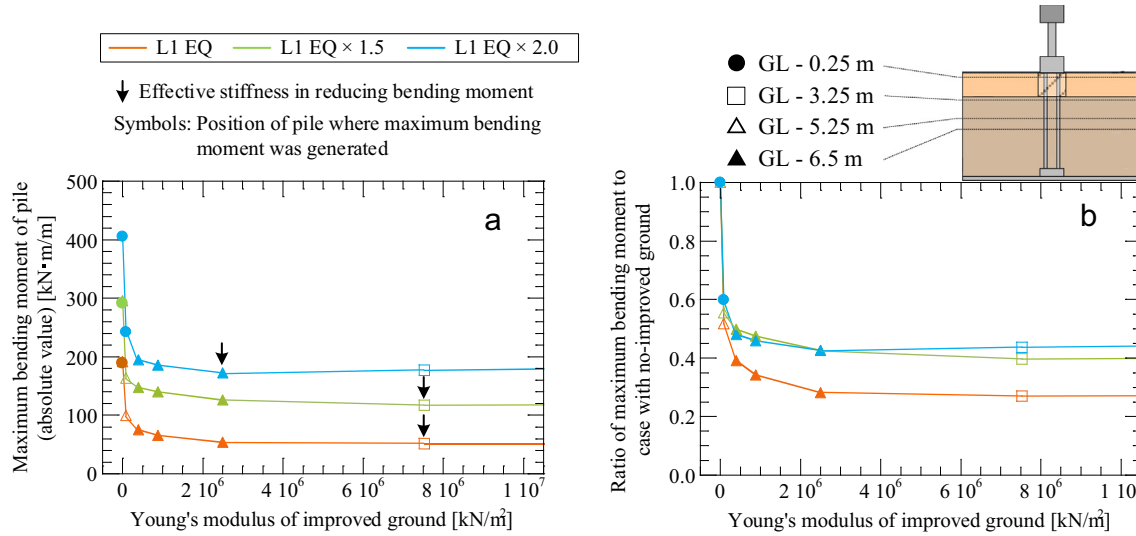 L1 EQ
L1 EQ × 1.5
L1 EQ × 2.0
Effective stiffness in reducing bending moment
Symbols: Position of pile where maximum bending
moment was generated
GL - 0.25 m
GL - 3.25 m
GL - 5.25 m
GL - 6.5 m
Maximum bending moment of pile
(absolute value) [kN·m/m]
500
400
300
200
100
0
a
0 2 10⁶ 4 10⁶ 6 10⁶ 8 10⁶ 1 10⁷
Young's modulus of improved ground [kN/m²]
Ratio of maximum bending moment to
case with no-improved ground
1.0
0.8
0.6
0.4
0.2
0.0
b
0 2 10⁶ 4 10⁶ 6 10⁶ 8 10⁶ 1 10
Young's modulus of improved ground [kN/m²]